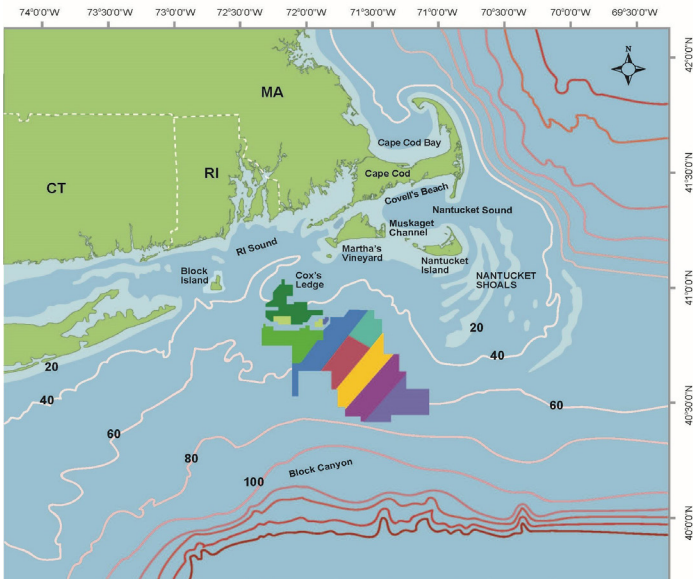 74°0'0"W 73°30'0"W 73°0'0"W 72°30'0"W 72°0'0"W 71°30'0"W 71°0'0"W 70°30'0"W 70°0'0"W 69°30'0"W
N
42°0'0"N
MA
Cape Cod Bay
41°30'0"N
RI
Cape Cod
CT
Covell's Beach
Nantucket Sound
Muskaget
Channel
RI Sound
Martha's
Vineyard
Nantucket
Island
Block
Island
Cox's
Ledge
NANTUCKET
SHOALS
41°0'0"N
20
40
20
40
60
40°30'0"N
60
80
Block Canyon
100
40°0'0"N